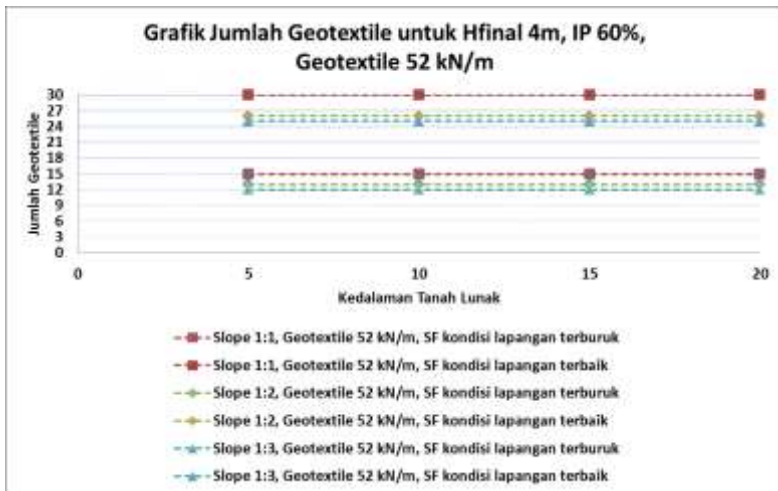 Grafik Jumlah Geotextile untuk Hfinal 4m, IP 60%,
Geotextile 52 kN/m
Jumlah Geotextile
30
27
24
21
18
15
12
9
6
3
0
0 5 10 15 20
Kedalaman Tanah Lunak
Slope 1:1, Geotextile 52 kN/m, SF kondisi lapangan terburuk
Slope 1:1, Geotextile 52 kN/m, SF kondisi lapangan terbaik
Slope 1:2, Geotextile 52 kN/m, SF kondisi lapangan terburuk
Slope 1:2, Geotextile 52 kN/m, SF kondisi lapangan terbaik
Slope 1:3, Geotextile 52 kN/m, SF kondisi lapangan terburuk
Slope 1:3, Geotextile 52 kN/m, SF kondisi lapangan terbaik